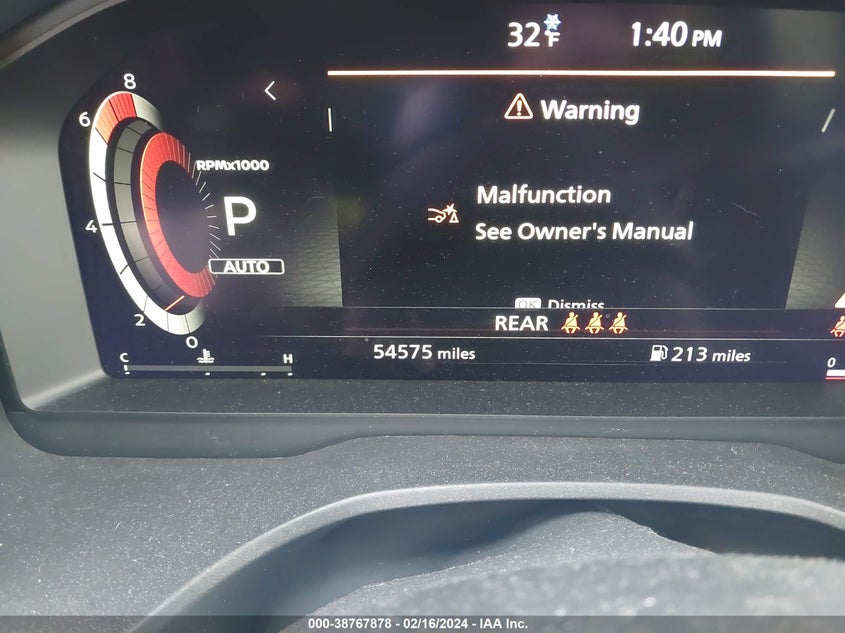 32°F 1:40 PM
8
Warning
6
RPMx1000
Malfunction
P
4
See Owner's Manual
AUTO
OK Dismiss
2
REAR
0
54575 miles 213 miles
C H
0
000-38767878 - 02/16/2024 - IAA Inc.